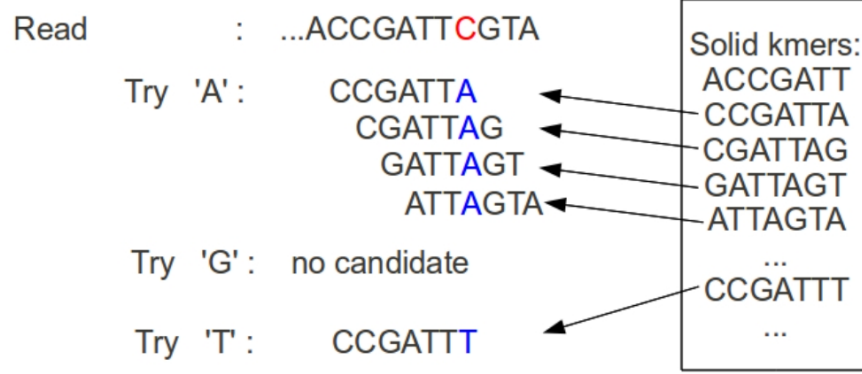 Read : ...ACCGATTCGTA
Try 'A' : CCGATTA
CGATTAG
GATTAGT
ATTAGTA
Try 'G' : no candidate
Try 'T' : CCGATTT
Solid kmers:
ACCGATT
CCGATTA
CGATTAG
GATTAGT
ATTAGTA
...
CCGATTT
...